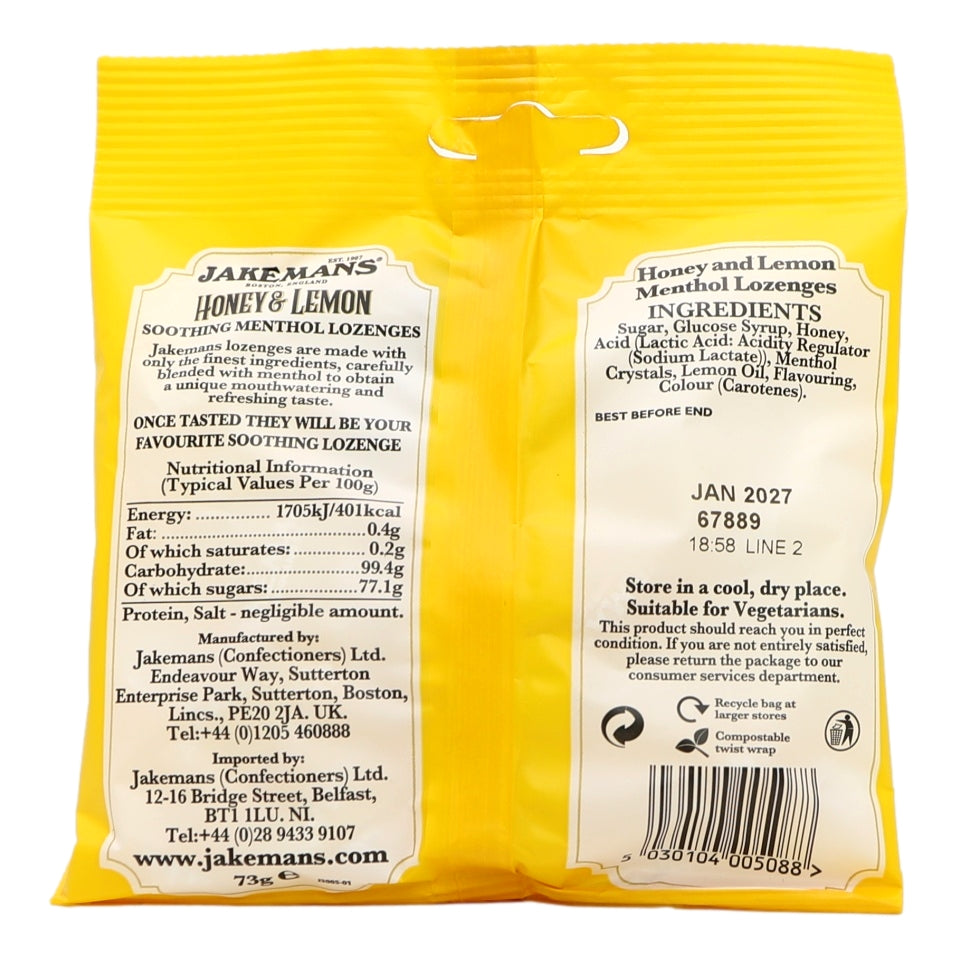 EST. 1907
JAKEMANS®
BOSTON, ENGLAND
HONEY & LEMON
SOOTHING MENTHOL LOZENGES
Jakemans lozenges are made with
only the finest ingredients, carefully
blended with menthol to obtain
a unique mouthwatering and
refreshing taste.
ONCE TASTED THEY WILL BE YOUR
FAVOURITE SOOTHING LOZENGE
Nutritional Information
(Typical Values Per 100g)
Energy: ............... 1705kJ/401kcal
Fat: ......................................0.4g
Of which saturates:............. 0.2g
Carbohydrate:.....................99.4g
Of which sugars: ................77.1g
Protein, Salt - negligible amount.
Manufactured by:
Jakemans (Confectioners) Ltd.
Endeavour Way, Sutterton
Enterprise Park, Sutterton, Boston,
Lincs., PE20 2JA. UK.
Tel:+44 (0)1205 460888
Imported by:
Jakemans (Confectioners) Ltd.
12-16 Bridge Street, Belfast,
BT1 1LU. NI.
Tel:+44 (0)28 9433 9107
www.jakemans.com
73g ℮
Honey and Lemon
Menthol Lozenges
INGREDIENTS
Sugar, Glucose Syrup, Honey,
Acid (Lactic Acid: Acidity Regulator
(Sodium Lactate)), Menthol
Crystals, Lemon Oil, Flavouring,
Colour (Carotenes).
BEST BEFORE END
JAN 2027
67889
18:58 LINE 2
Store in a cool, dry place.
Suitable for Vegetarians.
This product should reach you in perfect
condition. If you are not entirely satisfied,
please return the package to our
consumer services department.
Recycle bag at
larger stores
Compostable
twist wrap
5 030104 005088 >